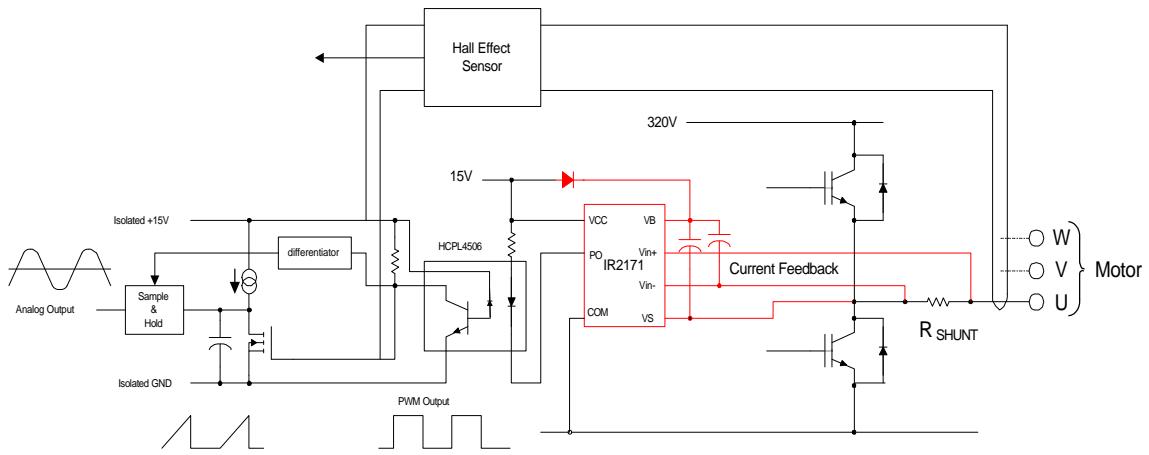 Hall Effect
Sensor
320V
15V
Isolated +15V
HCPL4506
differentiator
VCC
VB
PO
Vin+
IR2171
Vin-
COM
VS
Current Feedback
W
V
U
Motor
R SHUNT
Analog Output
Sample
&
Hold
Isolated GND
PWM Output